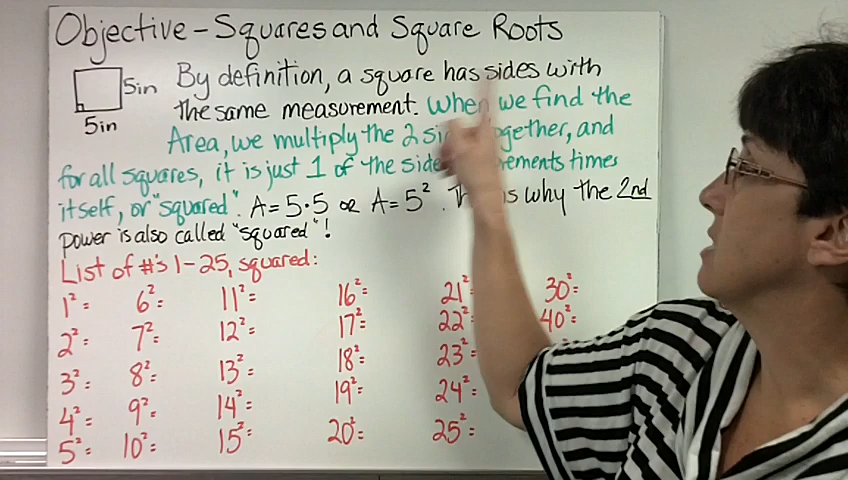 Objective - Squares and Square Roots
5in
5in
By definition, a square has sides with
the same measurement. When we find the
Area, we multiply the 2 together, and
for all squares, it is just 1 of the times
itself, or "squared". A = 5·5 or A = 5². why the 2nd
power is also called "squared"!
List of #'s 1-25, squared:
1²= 6²= 11²= 16²= 21²= 30²=
2²= 7²= 12²= 17²= 22²= 40²=
3²= 8²= 13²= 18²= 23²=
4²= 9²= 14²= 19²= 24²=
5²= 10²= 15²= 20²= 25²=